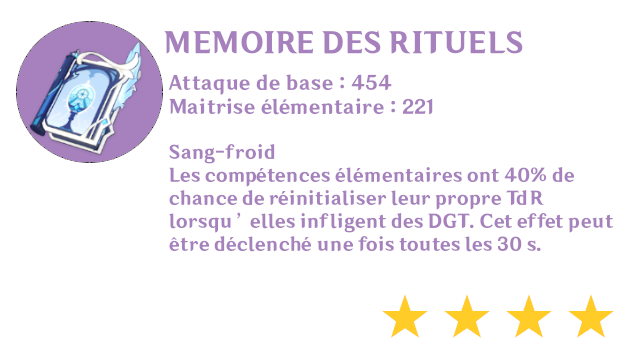 MEMOIRE DES RITUELS
Attaque de base : 454
Maitrise élémentaire : 221
Sang-froid
Les compétences élémentaires ont 40% de
chance de réinitialiser leur propre TdR
lorsqu’elles infligent des DGT. Cet effet peut
être déclenché une fois toutes les 30 s.